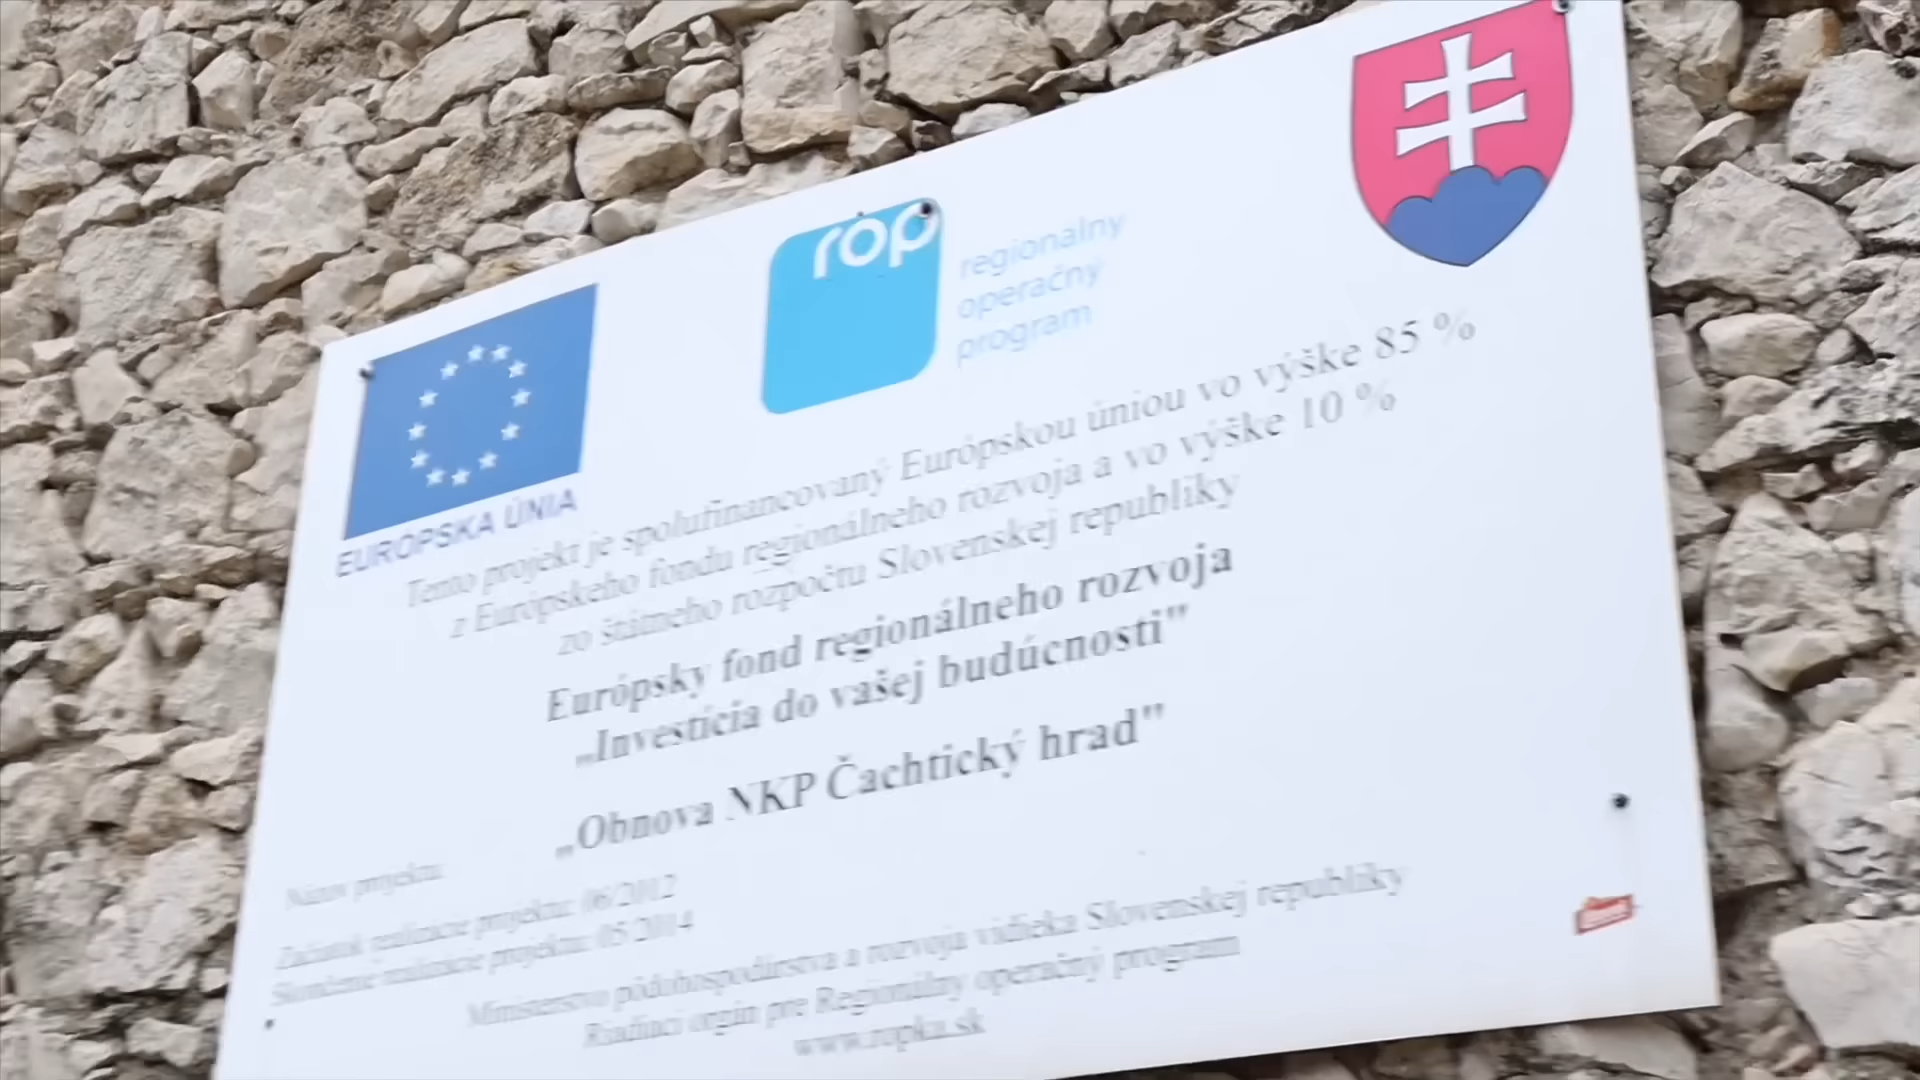 rop
regionálny
operačný
program
EURÓPSKA ÚNIA
Tento projekt je spolufinancovaný Európskou úniou vo výške 85 %
z Európskeho fondu regionálneho rozvoja a vo výške 10 %
zo štátneho rozpočtu Slovenskej republiky
Európsky fond regionálneho rozvoja
„Investícia do vašej budúcnosti"
„Obnova NKP Čachtický hrad"
Názov projektu:
Začiatok realizácie projektu: 06/2012
Skončenie realizácie projektu: 05/2014
Ministerstvo pôdohospodárstva a rozvoja vidieka Slovenskej republiky
Riadiaci orgán pre Regionálny operačný program
www.ropka.sk